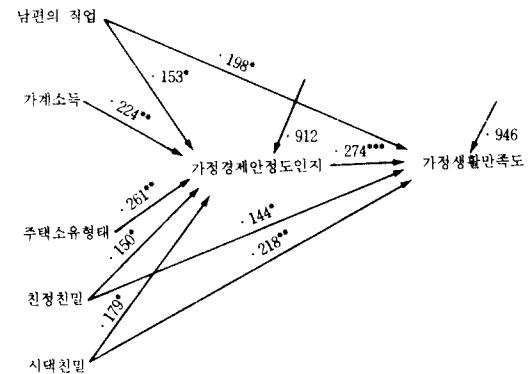 남편의 직업
· 198*
· 153*
가계소득
· 224**
· 912
· 274***
· 946
가정경제안정도인지
가정생활만족도
· 261**
· 144*
주택소유형태
· 150*
· 218**
친정친밀
· 179*
시댁친밀